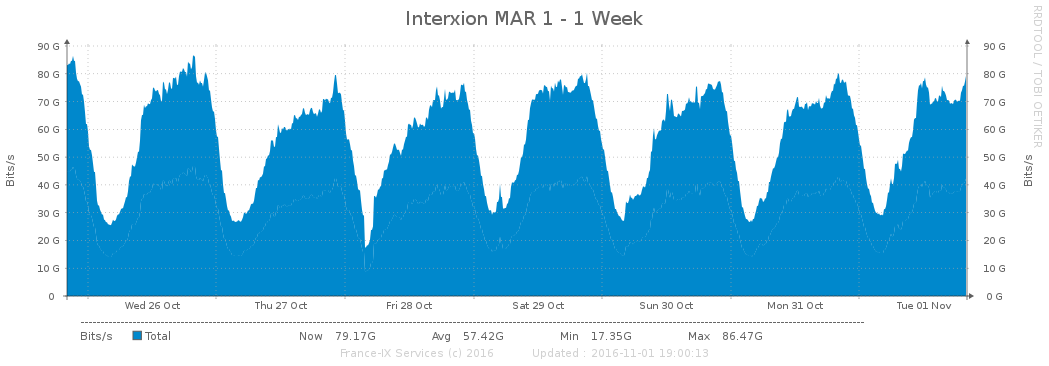 Interxion MAR 1 - 1 Week
RRDTOOL / TOBI OETIKER
90 G 90 G
80 G 80 G
70 G 70 G
60 G 60 G
50 G 50 G
40 G 40 G
30 G 30 G
20 G 20 G
10 G 10 G
0 0 G
Bits/s
Bits/s
Wed 26 Oct Thu 27 Oct Fri 28 Oct Sat 29 Oct Sun 30 Oct Mon 31 Oct Tue 01 Nov
Bits/s Total Now 79.17G Avg 57.42G Min 17.35G Max 86.47G
France-IX Services (c) 2016 Updated : 2016-11-01 19:00:13